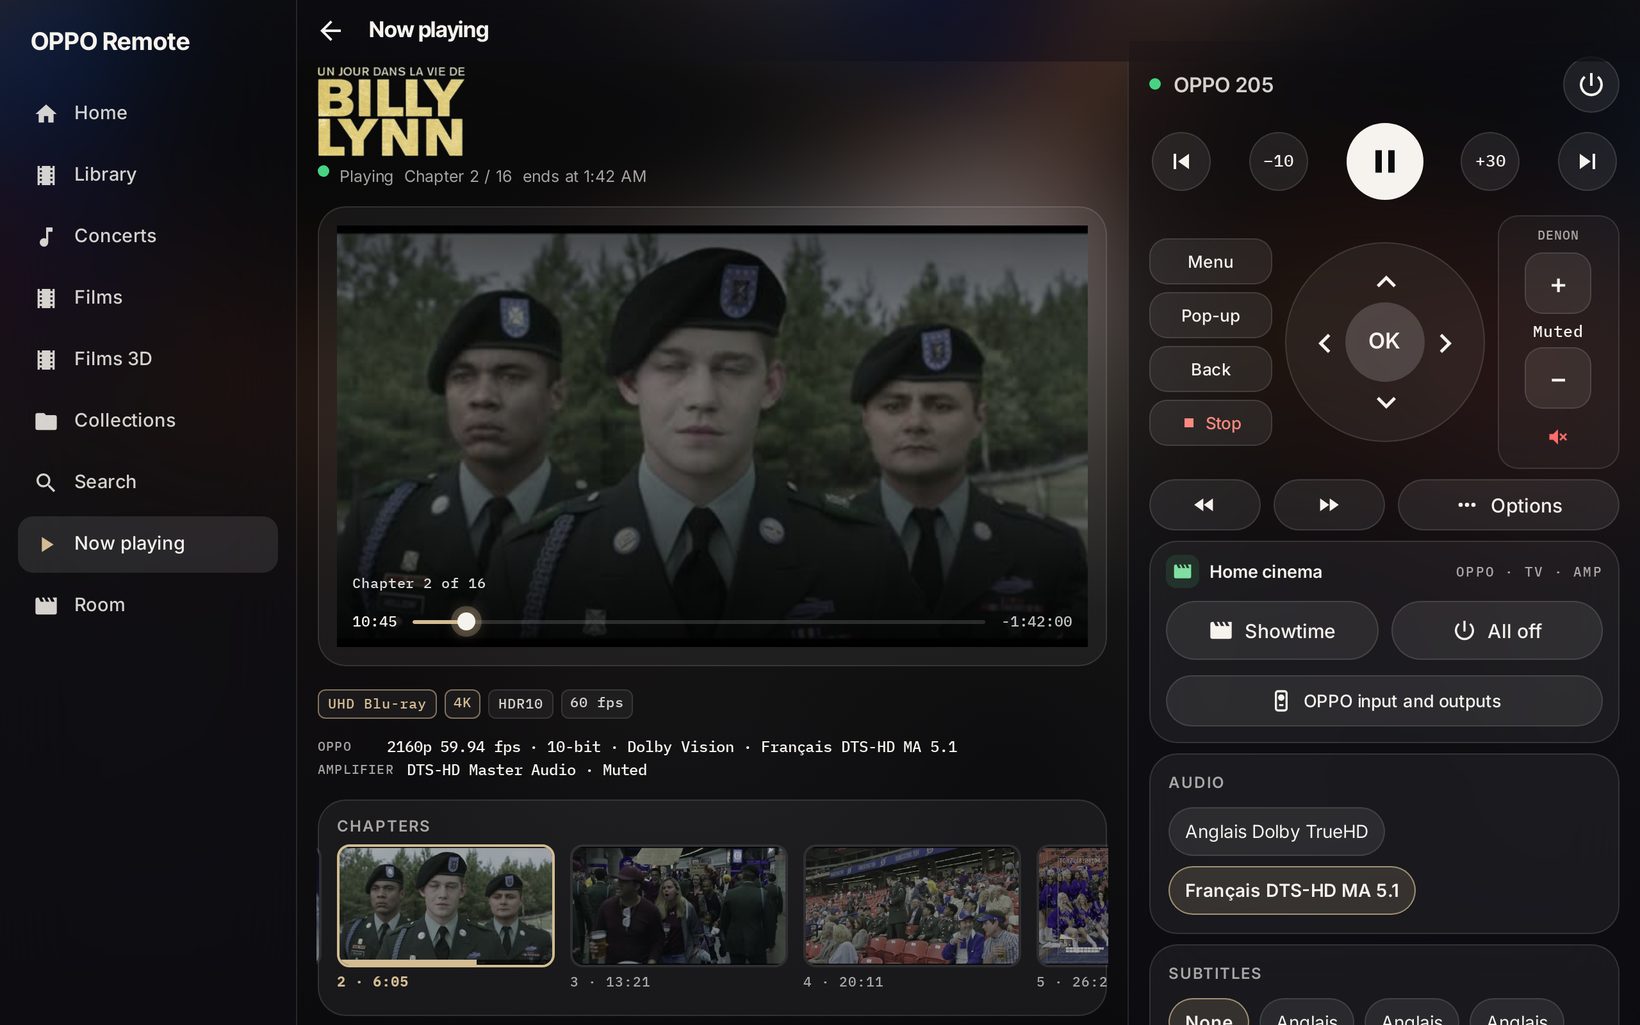 OPPO Remote
Home
Library
Concerts
Films
Films 3D
Collections
Search
Now playing
Room
Now playing
UN JOUR DANS LA VIE DE
BILLY
LYNN
Playing Chapter 2 / 16 ends at 1:42 AM
Chapter 2 of 16
10:45
-1:42:00
UHD Blu-ray
4K
HDR10
60 fps
OPPO 2160p 59.94 fps · 10-bit · Dolby Vision · Français DTS-HD MA 5.1
AMPLIFIER DTS-HD Master Audio · Muted
CHAPTERS
2 · 6:05
3 · 13:21
4 · 20:11
5 · 26:2
OPPO 205
−10
+30
Menu
Pop-up
Back
Stop
OK
DENON
+
Muted
−
Options
Home cinema
OPPO · TV · AMP
Showtime
All off
OPPO input and outputs
AUDIO
Anglais Dolby TrueHD
Français DTS-HD MA 5.1
SUBTITLES
None
Anglais
Anglais
Anglais